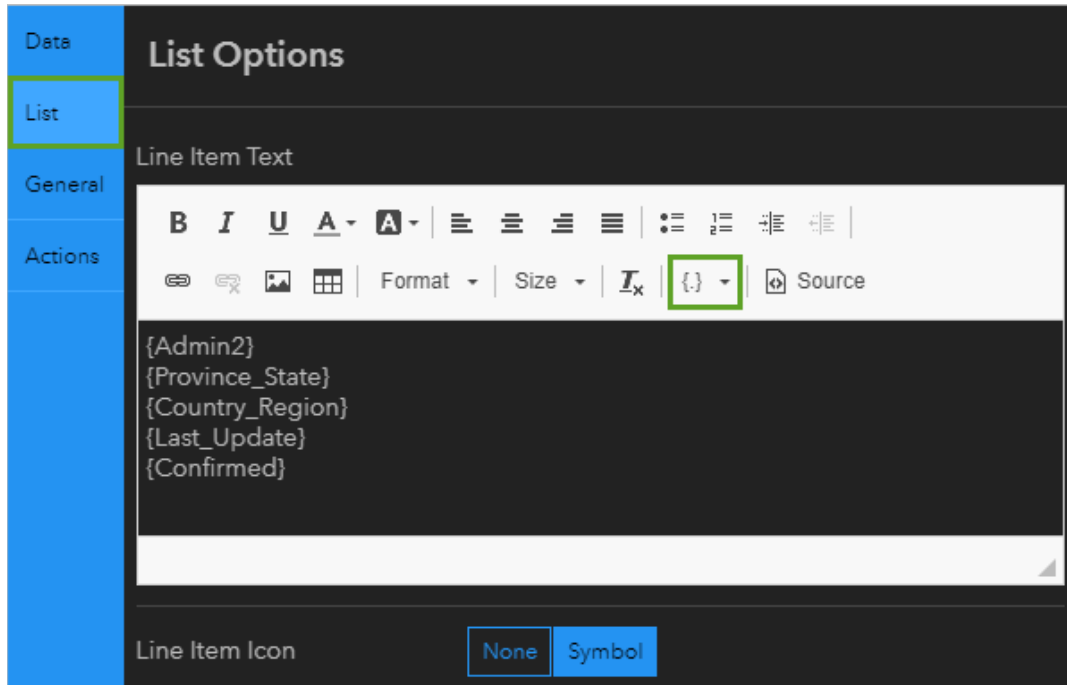 Data
List
General
Actions
List Options
Line Item Text
B I U A A
Format Size Ix {.} Source
{Admin2}
{Province_State}
{Country_Region}
{Last_Update}
{Confirmed}
Line Item Icon None Symbol